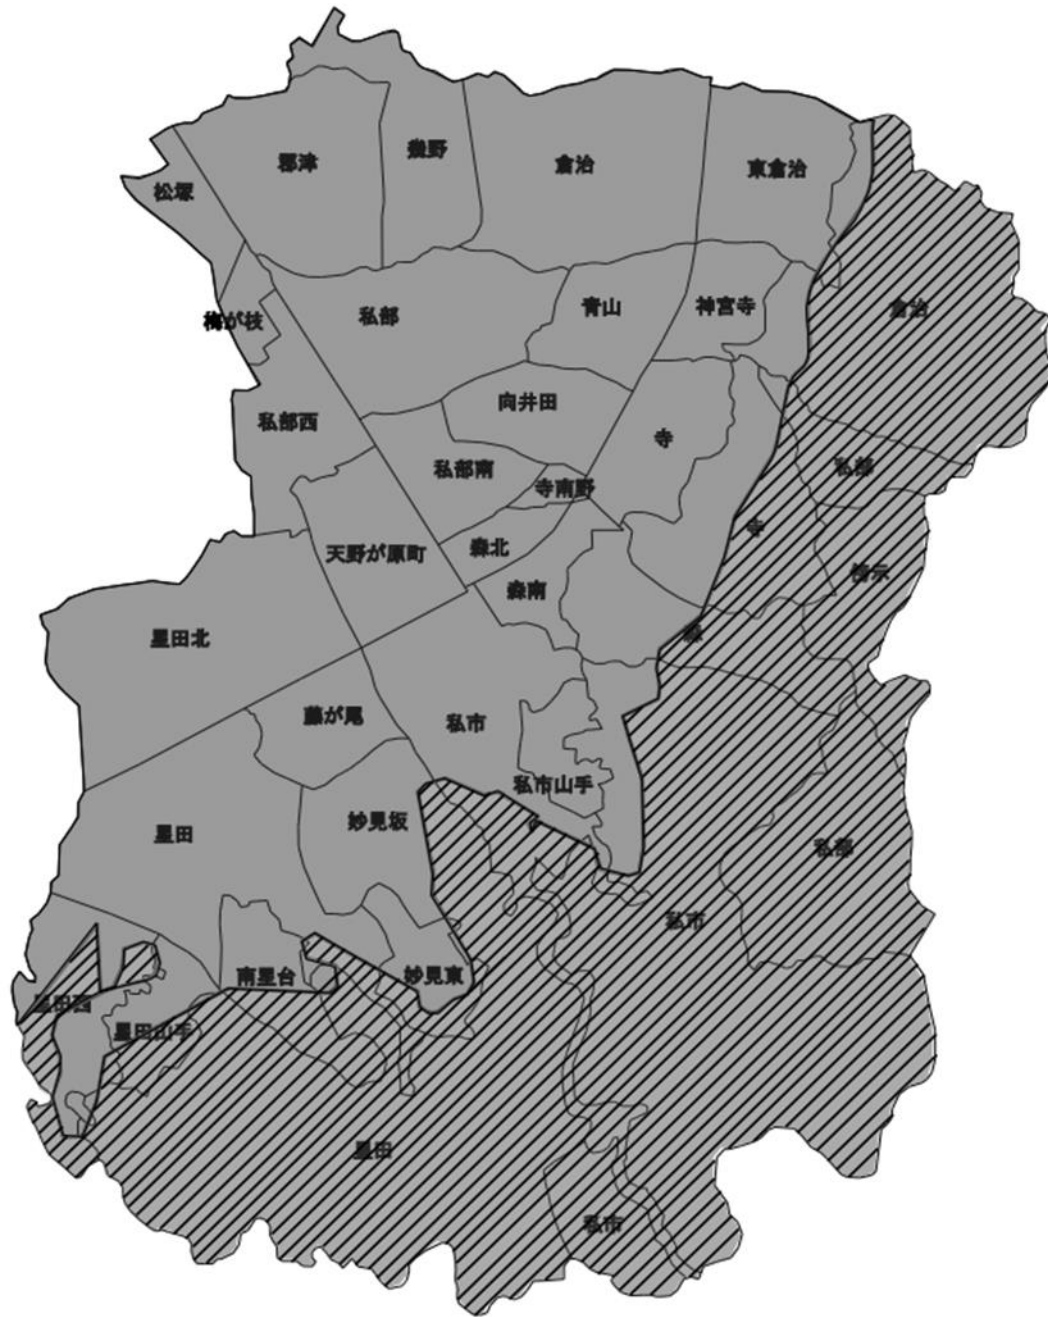 郡津
幾野
倉治
東倉治
松塚
梅が枝
私部
青山
神宮寺
倉治
私部西
向井田
寺
私部南
私部
寺南野
寺
天野が原町
森北
傍示
森南
星田北
森
藤が尾
私市
私市山手
星田
妙見坂
私部
私市
南星台
妙見東
星田西
星田山手
星田
私市